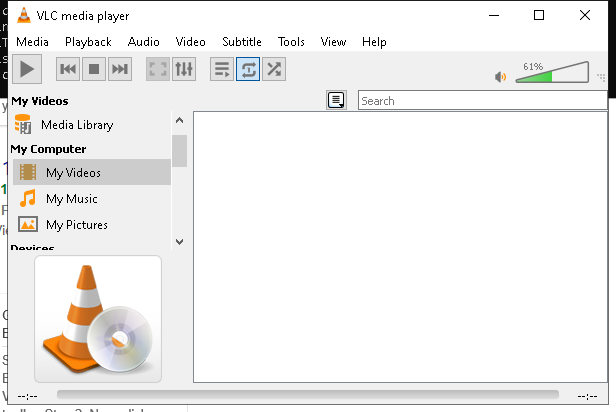 VLC media player
Media Playback Audio Video Subtitle Tools View Help
61%
My Videos
Search
Media Library
My Computer
My Videos
My Music
My Pictures
Devices
--:-- --:--